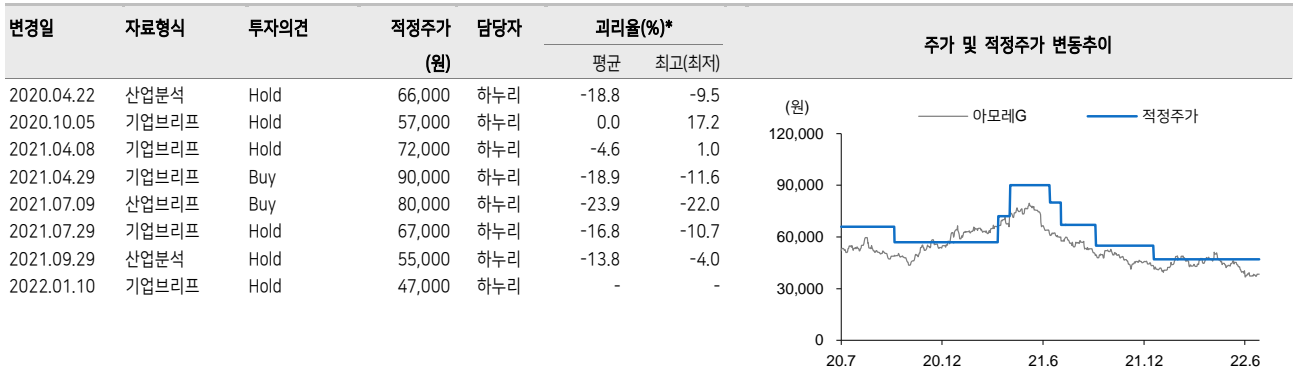 변경일 자료형식 투자의견 적정주가 담당자 괴리율(%)* 주가 및 적정주가 변동추이
(원) 평균 최고(최저)
2020.04.22 산업분석 Hold 66,000 하누리 -18.8 -9.5
2020.10.05 기업브리프 Hold 57,000 하누리 0.0 17.2
2021.04.08 기업브리프 Hold 72,000 하누리 -4.6 1.0
2021.04.29 기업브리프 Buy 90,000 하누리 -18.9 -11.6
2021.07.09 산업분석 Buy 80,000 하누리 -23.9 -22.0
2021.07.29 기업브리프 Hold 67,000 하누리 -16.8 -10.7
2021.09.29 산업분석 Hold 55,000 하누리 -13.8 -4.0
2022.01.10 기업브리프 Hold 47,000 하누리 - -
(원)
아모레G 적정주가
120,000
90,000
60,000
30,000
0
20.7 20.12 21.6 21.12 22.6